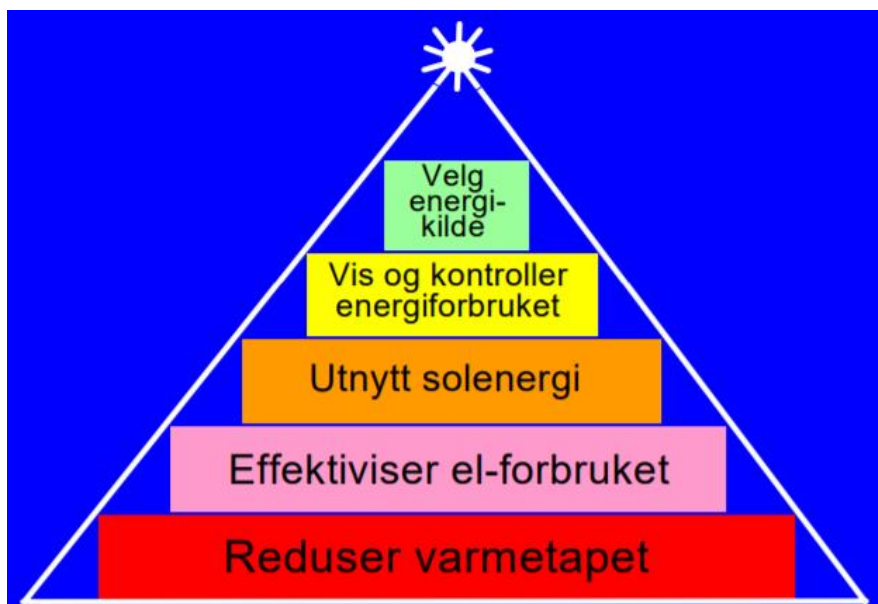 Velg
energi-
kilde
Vis og kontroller
energiforbruket
Utnytt solenergi
Effektiviser el-forbruket
Reduser varmetapet